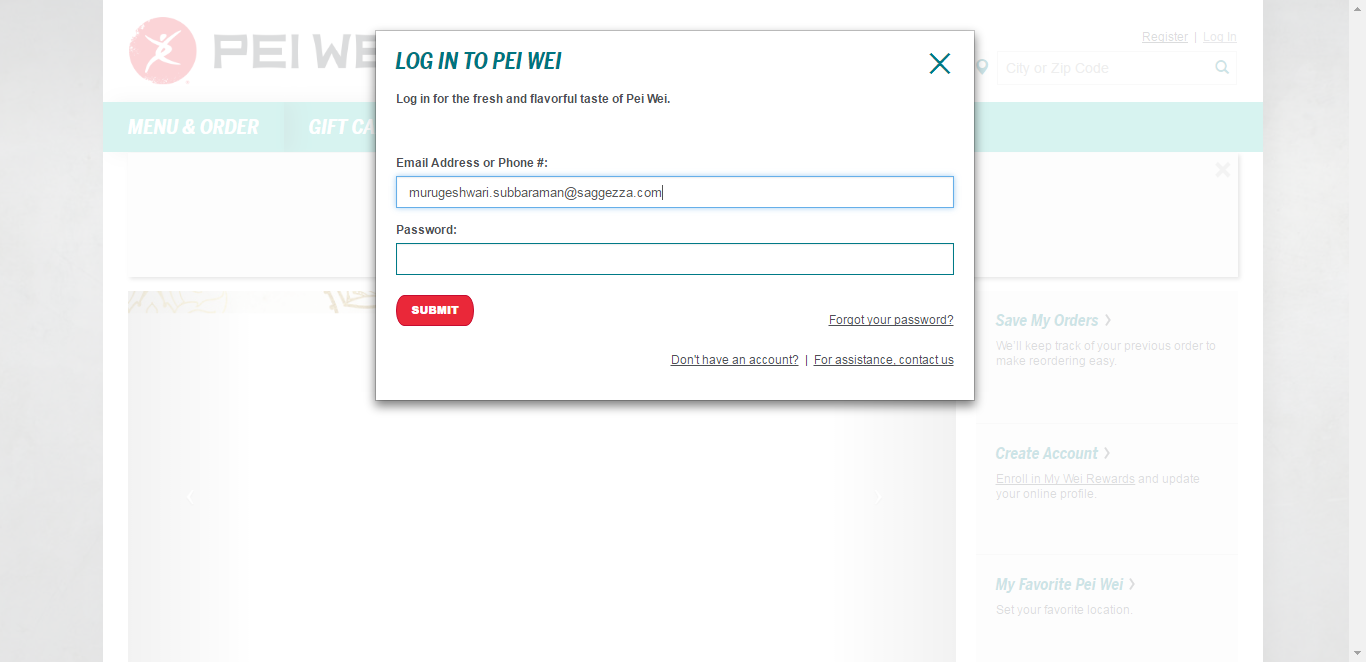 PEI WE
Register | Log In
City or Zip Code
MENU & ORDER
GIFT CA
LOG IN TO PEI WEI
Log in for the fresh and flavorful taste of Pei Wei.
Email Address or Phone #:
murugeshwari.subbaraman@saggezza.com
Password:
SUBMIT
Forgot your password?
Don't have an account? | For assistance, contact us
Save My Orders
We'll keep track of your previous order to
make reordering easy.
Create Account
Enroll in My Wei Rewards and update
your online profile.
My Favorite Pei Wei
Set your favorite location.